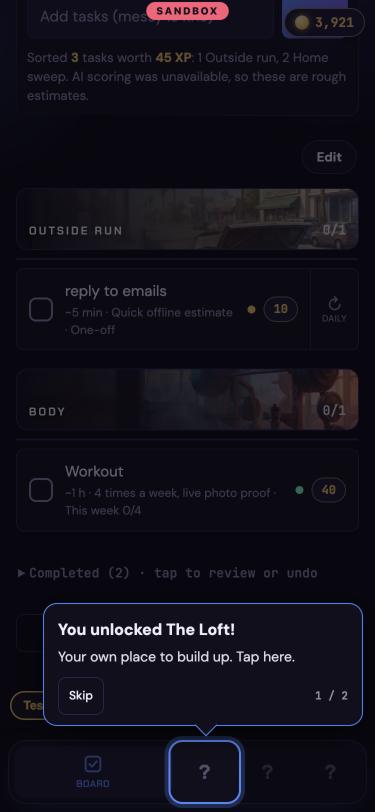 SANDBOX
Add tasks
3,921
Sorted 3 tasks worth 45 XP: 1 Outside run, 2 Home
sweep. AI scoring was unavailable, so these are rough
estimates.
Edit
OUTSIDE RUN
0/1
reply to emails
~5 min · Quick offline estimate
· One-off
10
DAILY
BODY
0/1
Workout
~1 h · 4 times a week, live photo proof ·
This week 0/4
40
▶ Completed (2) · tap to review or undo
You unlocked The Loft!
Your own place to build up. Tap here.
Skip
1 / 2
BOARD
?
?
?